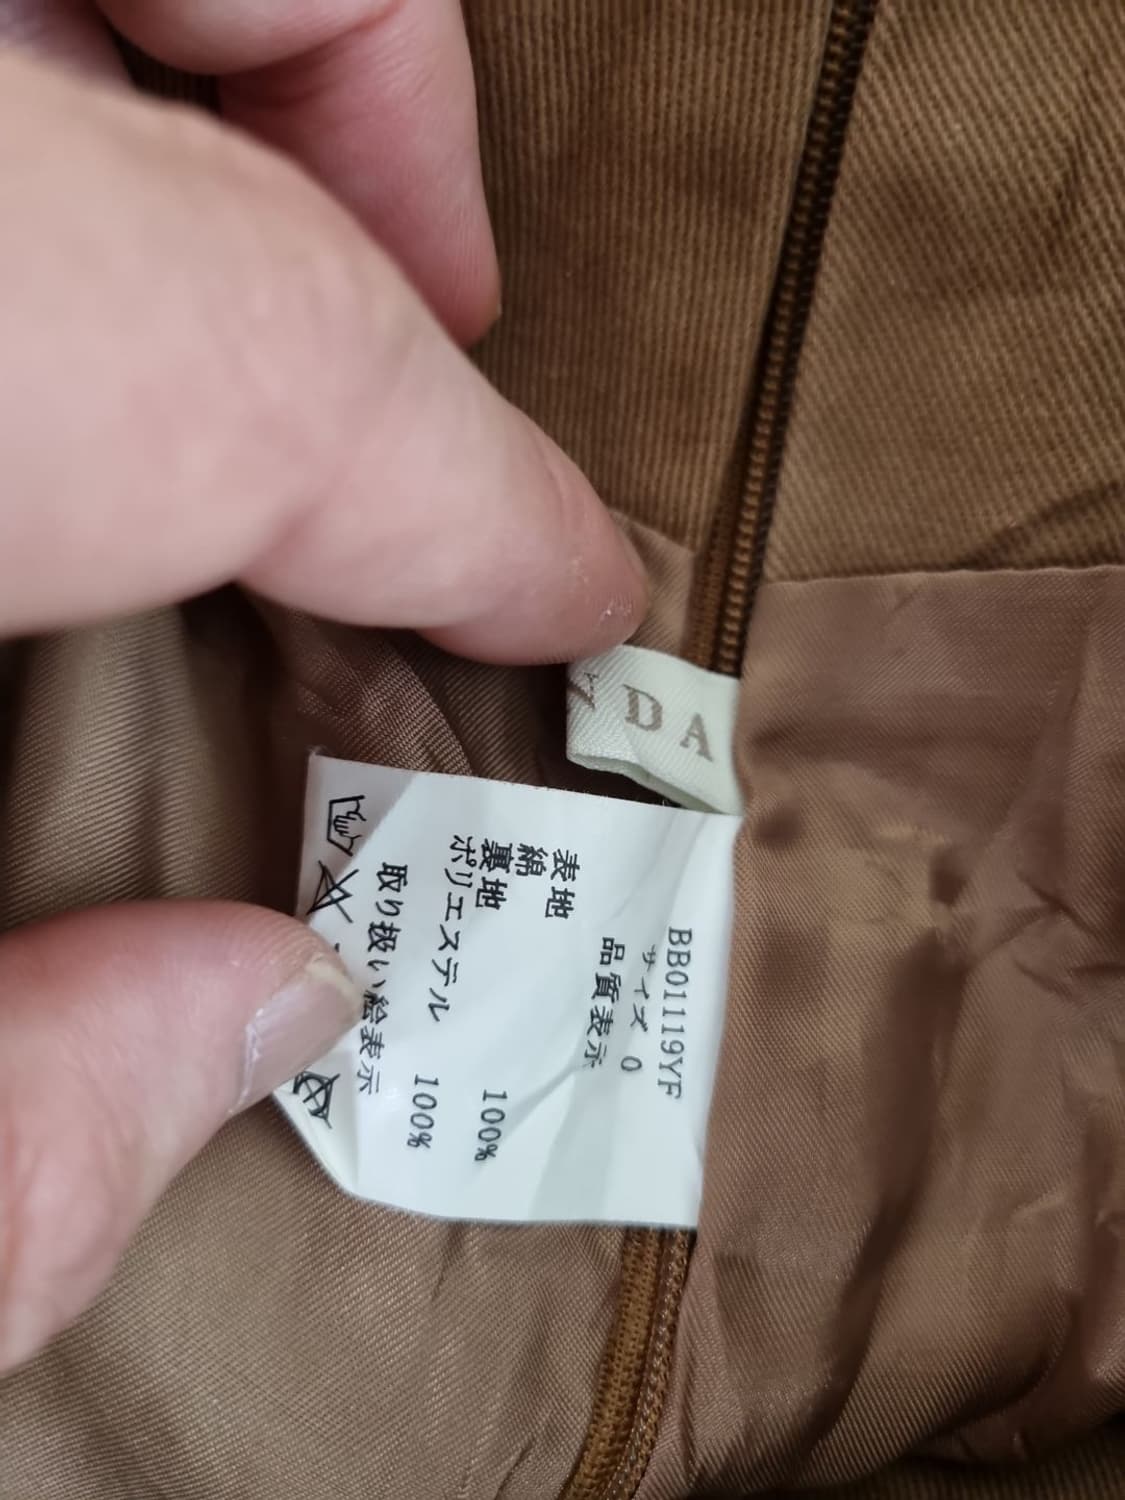 NDA
BB01119YF
サイズ 0
品質表示
表地
綿 100%
裏地
ポリエステル 100%
取り扱い絵表示